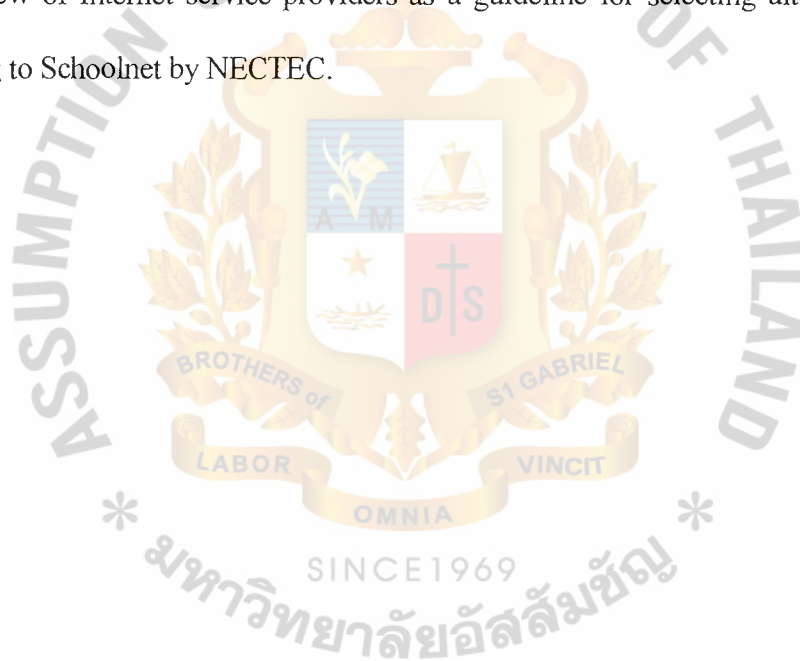 ew of Internet service providers as a guideline for selecting alt
g to Schoolnet by NECTEC.
ASSUMPTION
OF THAILAND
A M
D S
BROTHERS of ST GABRIEL
LABOR OMNIA VINCIT
SINCE1969
มหาวิทยาลัยอัสสัมชัญ